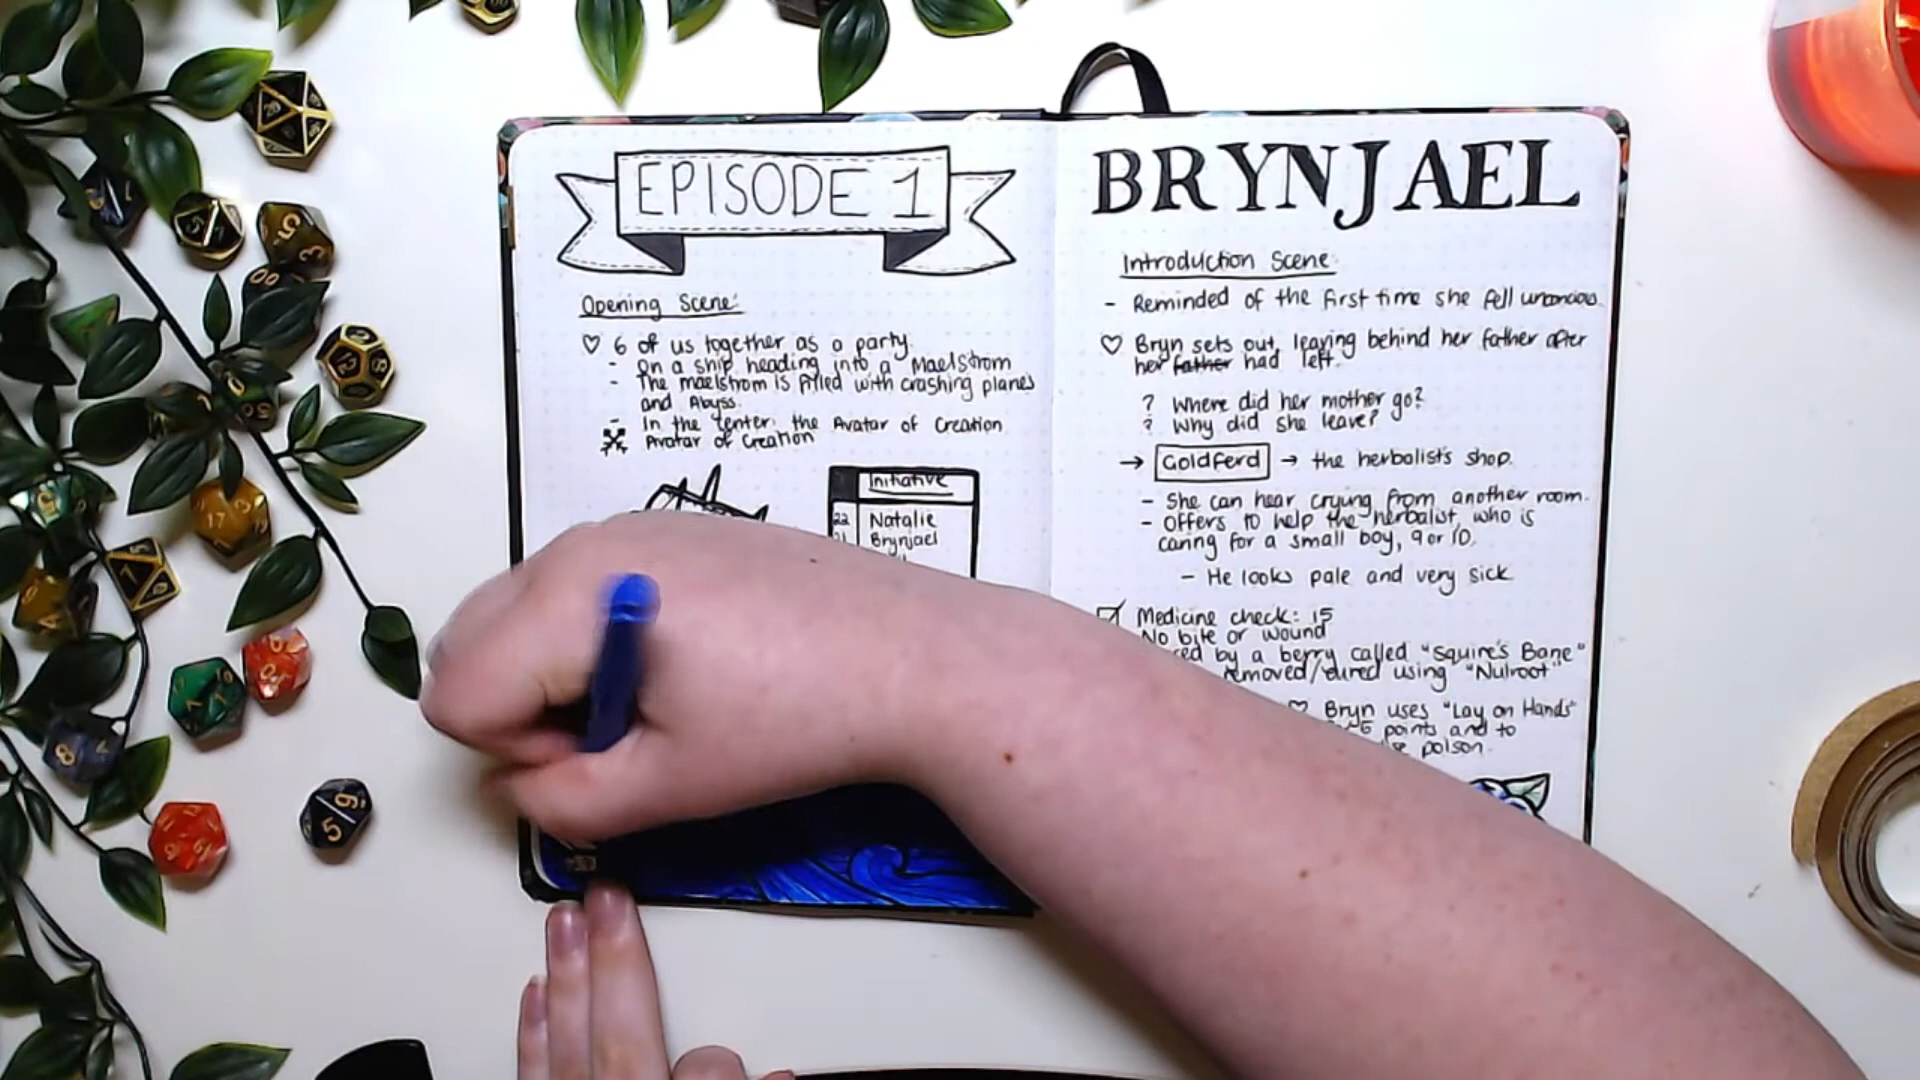 EPISODE 1
Opening Scene:
♡ 6 of us together as a party.
- On a ship heading into a Maelstrom
- The maelstrom is filled with crashing planes
and Abyss.
- In the center, the Avatar of Creation
Avatar of Creation
Initiative
22 Natalie
21 Brynjael
BRYNJAEL
Introduction Scene
- Reminded of the first time she fell
♡ Bryn sets out, leaving behind her father after
her father had left.
? Where did her mother go?
? Why did she leave?
→ Goldferd → the herbalist's shop.
- She can hear crying from another room.
- Offers to help the herbalist, who is
caring for a small boy, 9 or 10.
- He looks pale and very sick
Medicine check: 15
No bite or wound
by a berry called "Squire's Bane"
removed/cured using "Nulroot"
♡ Bryn uses "Lay on Hands"
points and to
poison.